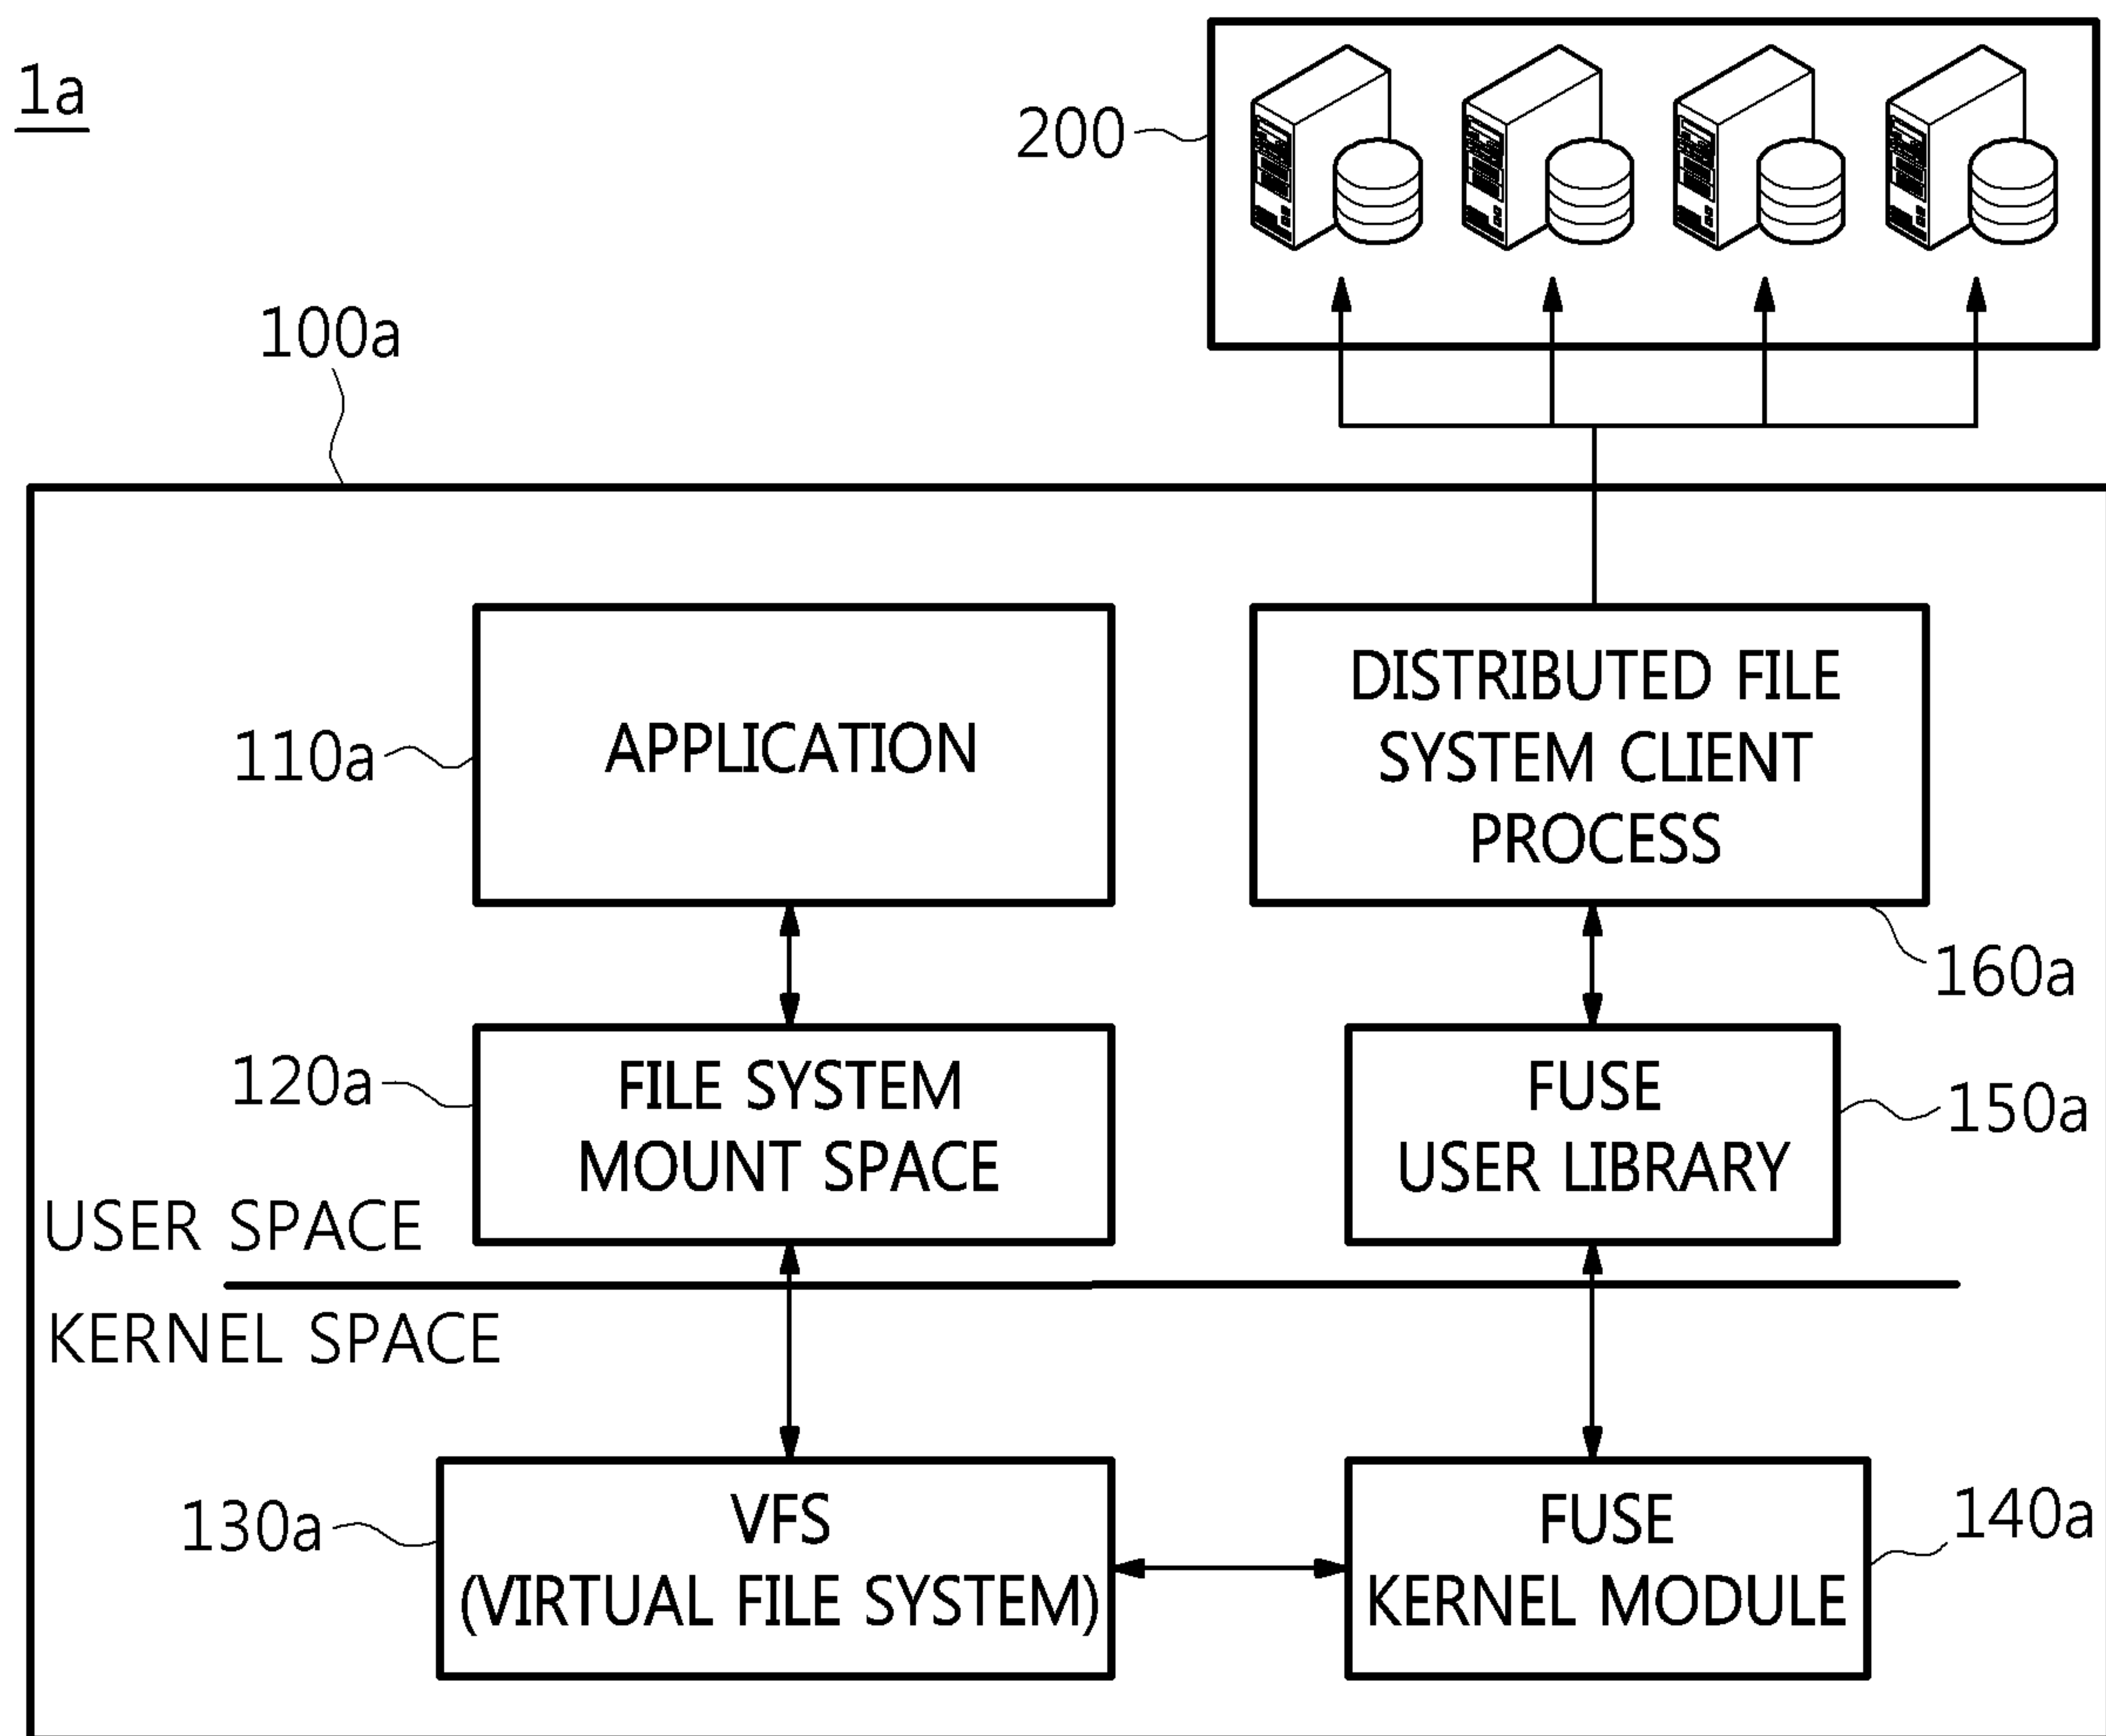 1a
200
100a
110a
APPLICATION
DISTRIBUTED FILE
SYSTEM CLIENT
PROCESS
160a
120a
FILE SYSTEM
MOUNT SPACE
FUSE
USER LIBRARY
150a
USER SPACE
KERNEL SPACE
130a
VFS
(VIRTUAL FILE SYSTEM)
FUSE
KERNEL MODULE
140a